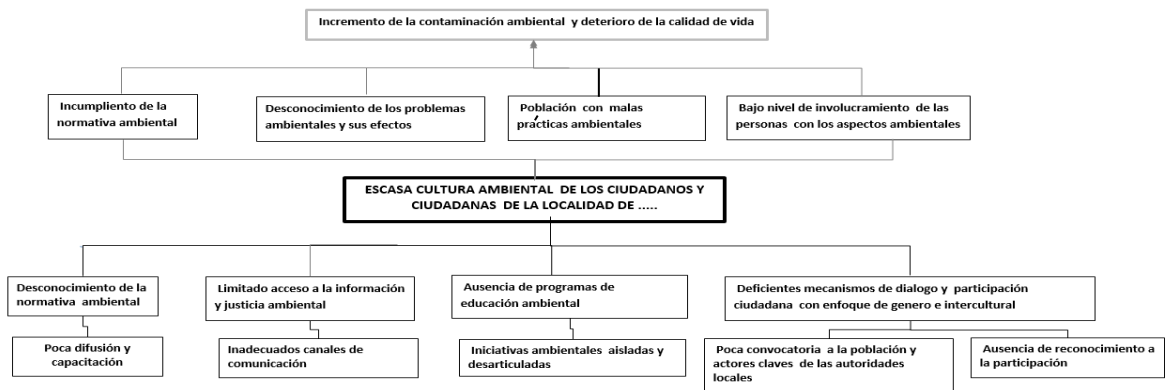 Incremento de la contaminación ambiental y deterioro de la calidad de vida
Incumpliento de la
normativa ambiental
Desconocimiento de los problemas
ambientales y sus efectos
Población con malas
prácticas ambientales
Bajo nivel de involucramiento de las
personas con los aspectos ambientales
ESCASA CULTURA AMBIENTAL DE LOS CIUDADANOS Y
CIUDADANAS DE LA LOCALIDAD DE .....
Desconocimiento de la
normativa ambiental
Limitado acceso a la información
y justicia ambiental
Ausencia de programas de
educación ambiental
Deficientes mecanismos de dialogo y participación
ciudadana con enfoque de genero e intercultural
Poca difusión y
capacitación
Inadecuados canales de
comunicación
Iniciativas ambientales aisladas y
desarticuladas
Poca convocatoria a la población y
actores claves de las autoridades
locales
Ausencia de reconocimiento a
la participación